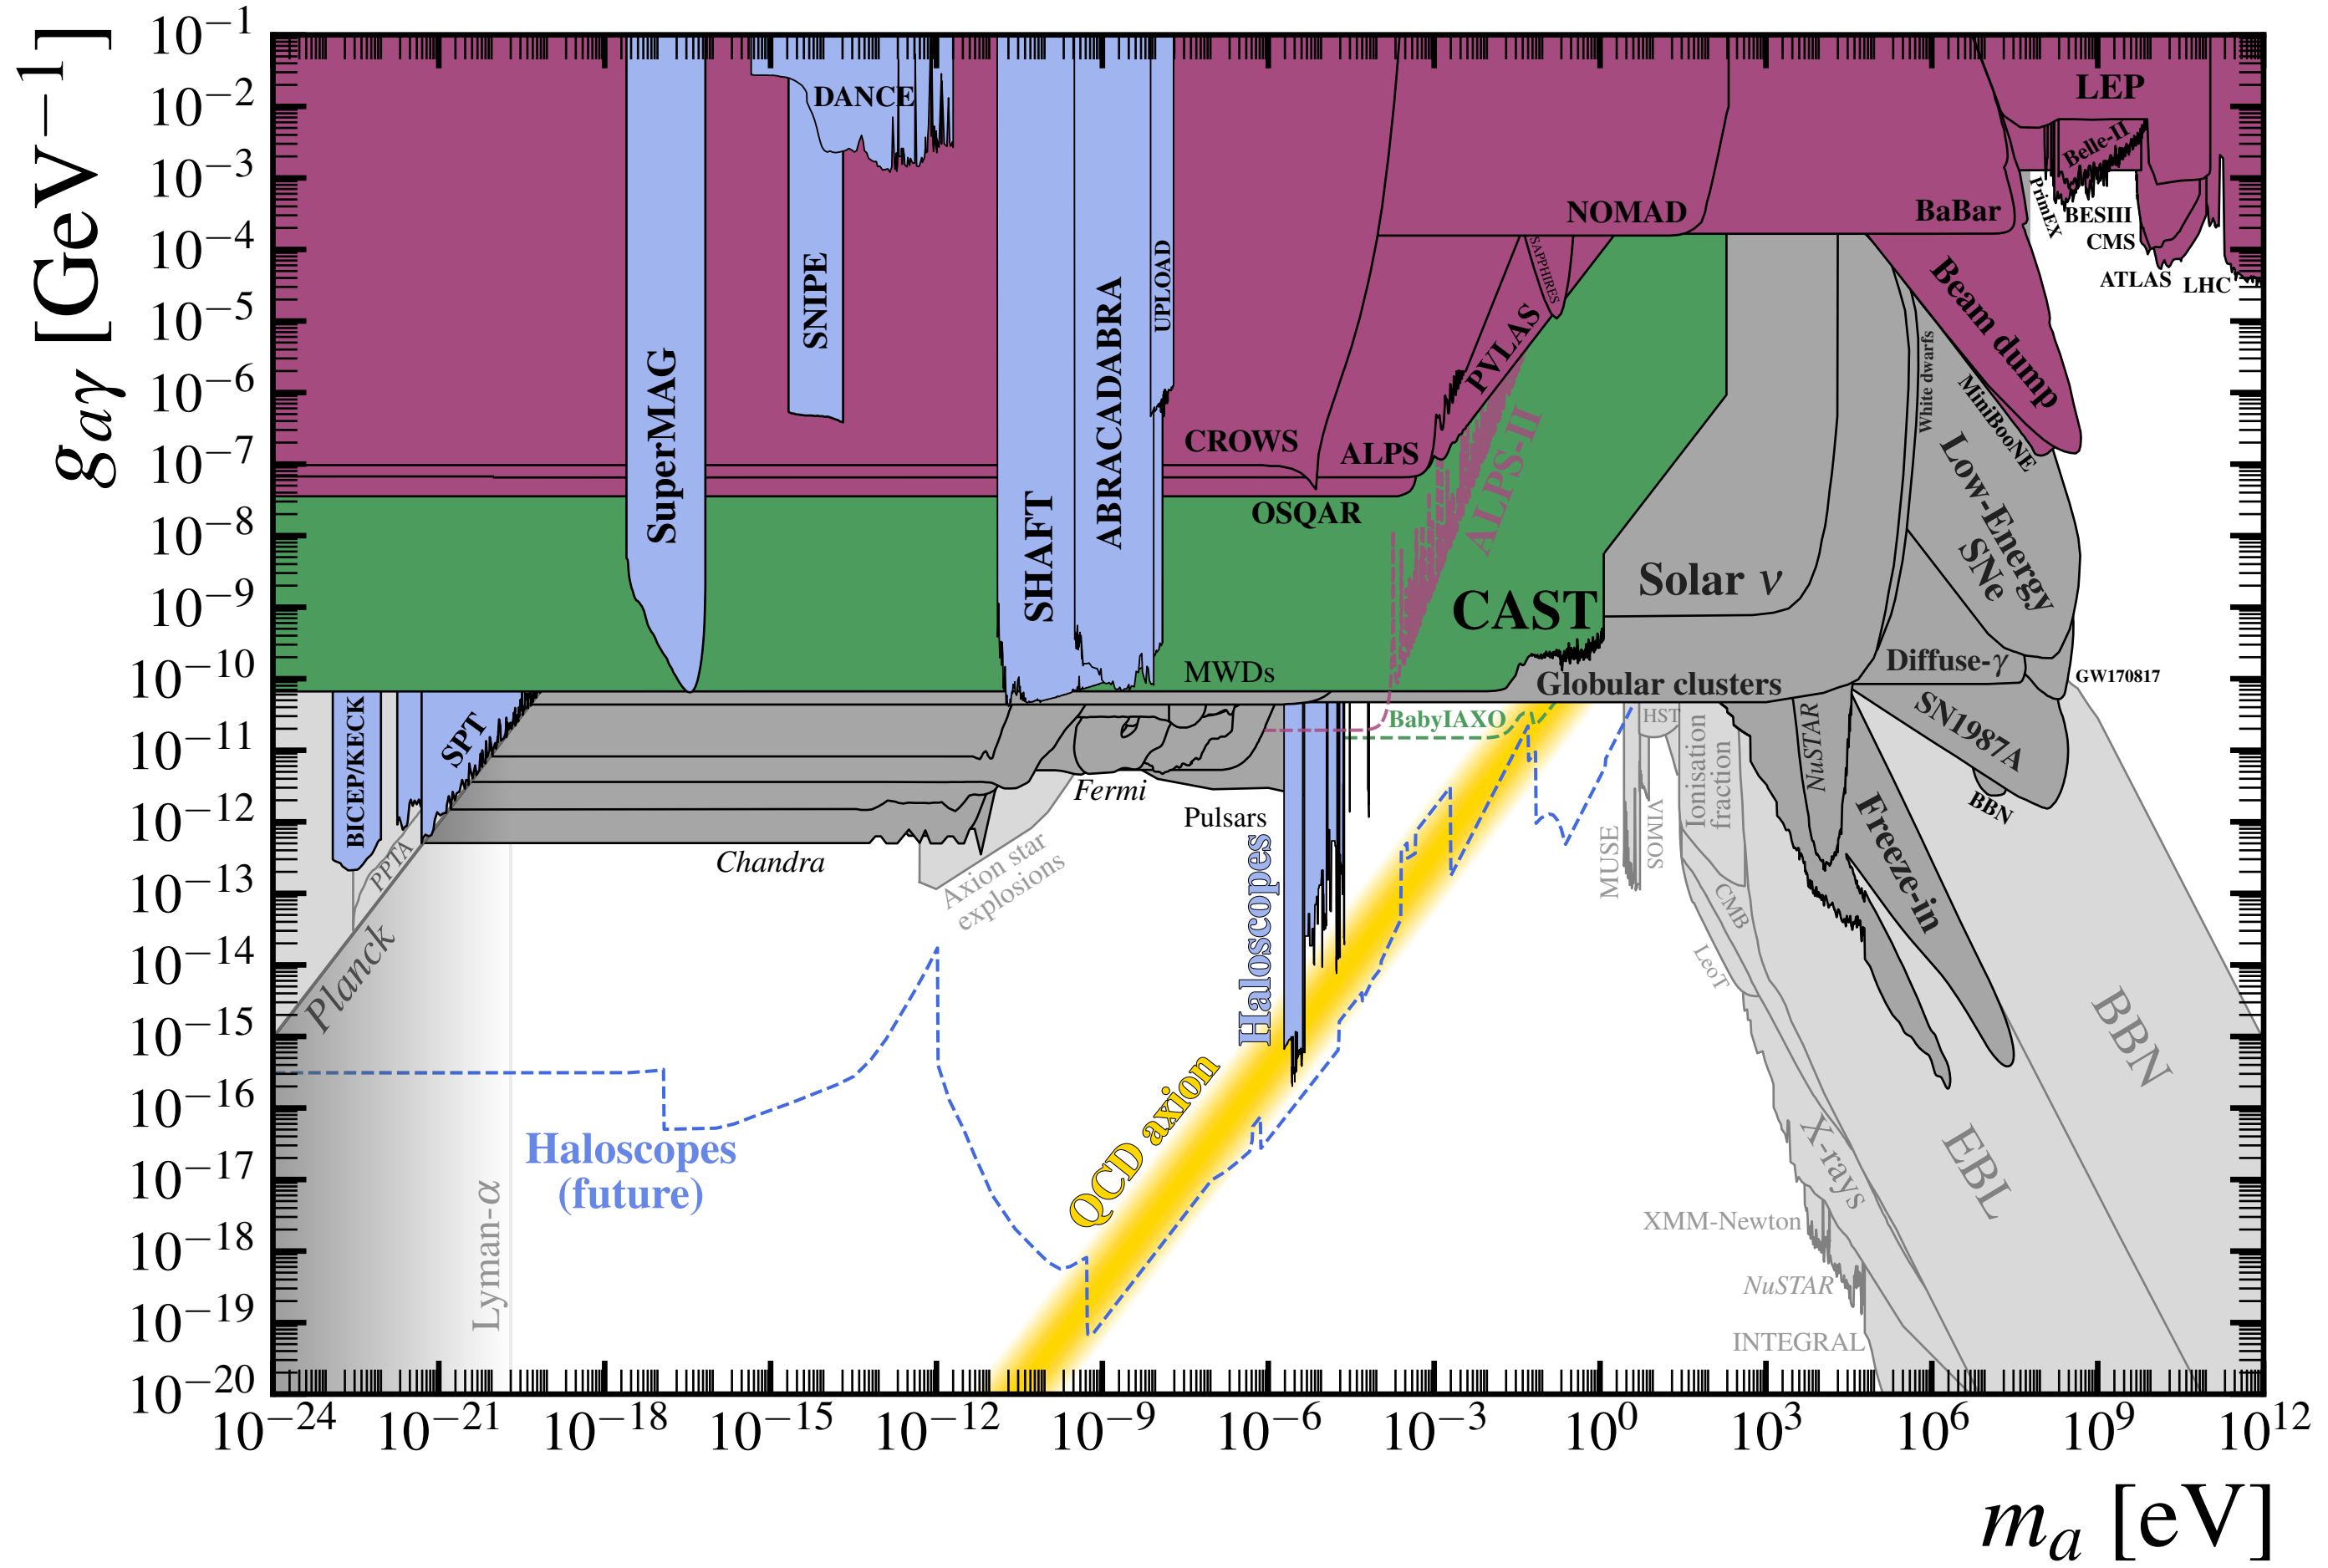 g_{aγ} [GeV^{−1}]
10^{−1}
10^{−2}
10^{−3}
10^{−4}
10^{−5}
10^{−6}
10^{−7}
10^{−8}
10^{−9}
10^{−10}
10^{−11}
10^{−12}
10^{−13}
10^{−14}
10^{−15}
10^{−16}
10^{−17}
10^{−18}
10^{−19}
10^{−20}
LEP
DANCE
Belle-II
PrimEX
BESIII
CMS
ATLAS
LHC
NOMAD
BaBar
SAPPHIRES
SNIPE
UPLOAD
SuperMAG
ABRACADABRA
SHAFT
PVLAS
Beam dump
White dwarfs
MiniBooNE
CROWS
ALPS
OSQAR
ALPS-II
Low-Energy
SNe
CAST
Solar ν
MWDs
Globular clusters
Diffuse-γ
GW170817
BICEP/KECK
SPT
BabyIAXO
HST
Ionisation
fraction
NuSTAR
SN1987A
BBN
Fermi
Pulsars
Chandra
PPTA
Axion star
explosions
Haloscopes
MUSE
VIMOS
Freeze-in
CMB
LeoT
Planck
BBN
QCD axion
Haloscopes
(future)
X-rays
EBL
Lyman-α
XMM-Newton
NuSTAR
INTEGRAL
10^{−24}
10^{−21}
10^{−18}
10^{−15}
10^{−12}
10^{−9}
10^{−6}
10^{−3}
10^{0}
10^{3}
10^{6}
10^{9}
10^{12}
m_a [eV]